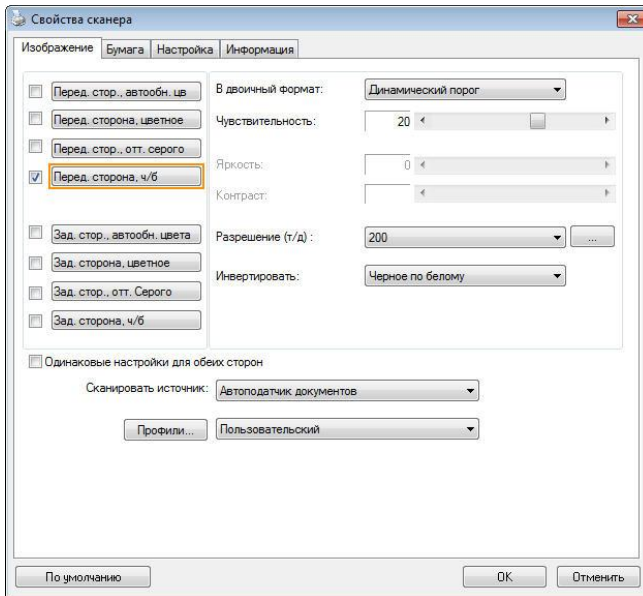 Свойства сканера
Изображение Бумага Настройка Информация
Перед. стор., автообн. цв
Перед. сторона, цветное
Перед. стор., отт. серого
Перед. сторона, ч/б
Зад. стор., автообн. цвета
Зад. сторона, цветное
Зад. стор., отт. Серого
Зад. сторона, ч/б
В двоичный формат: Динамический порог
Чувствительность: 20
Яркость: 0
Контраст:
Разрешение (т/д) : 200 ...
Инвертировать: Черное по белому
Одинаковые настройки для обеих сторон
Сканировать источник: Автоподатчик документов
Профили... Пользовательский
По умолчанию OK Отменить